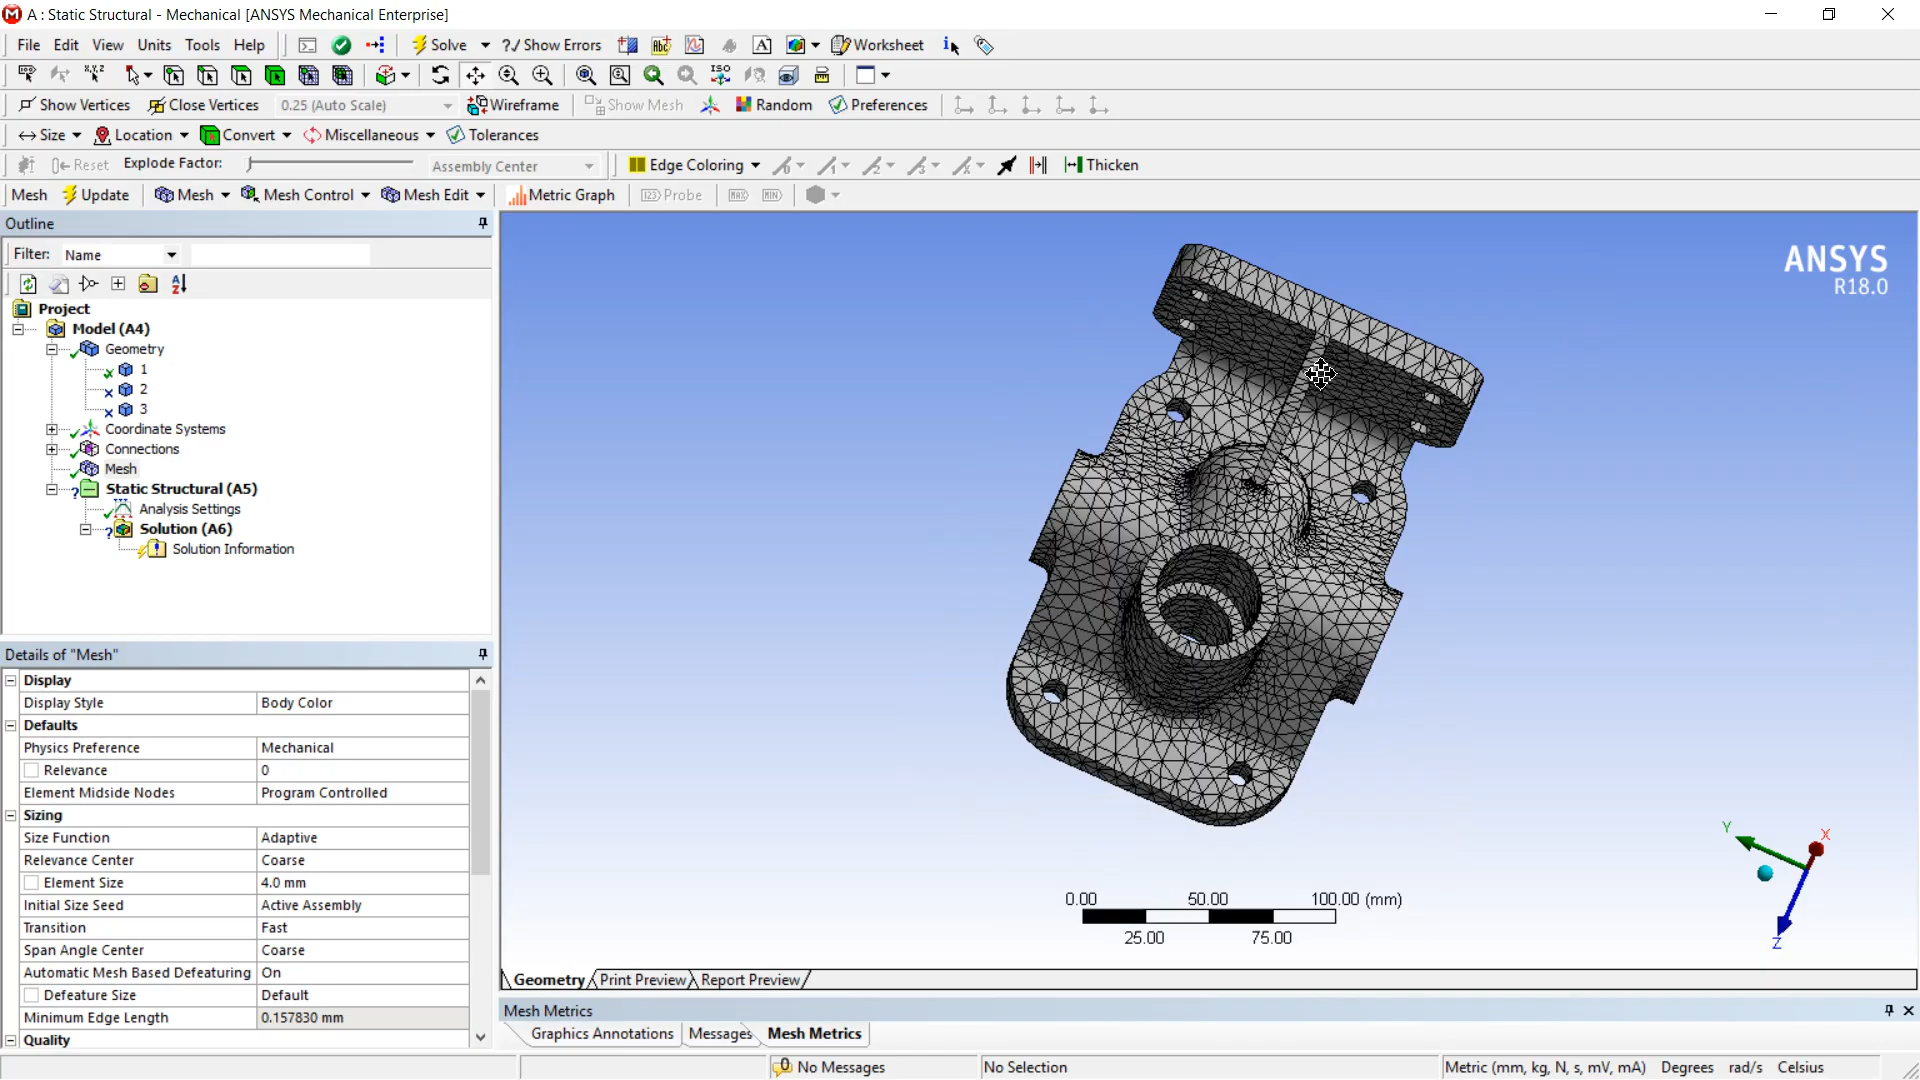 A : Static Structural - Mechanical [ANSYS Mechanical Enterprise]
File Edit View Units Tools Help Solve ?/ Show Errors Worksheet
Show Vertices Close Vertices 0.25 (Auto Scale) Wireframe Show Mesh Random Preferences
Size Location Convert Miscellaneous Tolerances
Reset Explode Factor: Assembly Center Edge Coloring Thicken
Mesh Update Mesh Mesh Control Mesh Edit Metric Graph Probe MAX MIN
Outline
Filter: Name
Project
Model (A4)
Geometry
1
2
3
Coordinate Systems
Connections
Mesh
Static Structural (A5)
Analysis Settings
Solution (A6)
Solution Information
Details of "Mesh"
Display
Display Style Body Color
Defaults
Physics Preference Mechanical
Relevance 0
Element Midside Nodes Program Controlled
Sizing
Size Function Adaptive
Relevance Center Coarse
Element Size 4.0 mm
Initial Size Seed Active Assembly
Transition Fast
Span Angle Center Coarse
Automatic Mesh Based Defeaturing On
Defeature Size Default
Minimum Edge Length 0.157830 mm
Quality
ANSYS
R18.0
Y
X
Z
0.00 50.00 100.00 (mm)
25.00 75.00
Geometry Print Preview Report Preview
Mesh Metrics
Graphics Annotations Messages Mesh Metrics
No Messages No Selection Metric (mm, kg, N, s, mV, mA) Degrees rad/s Celsius